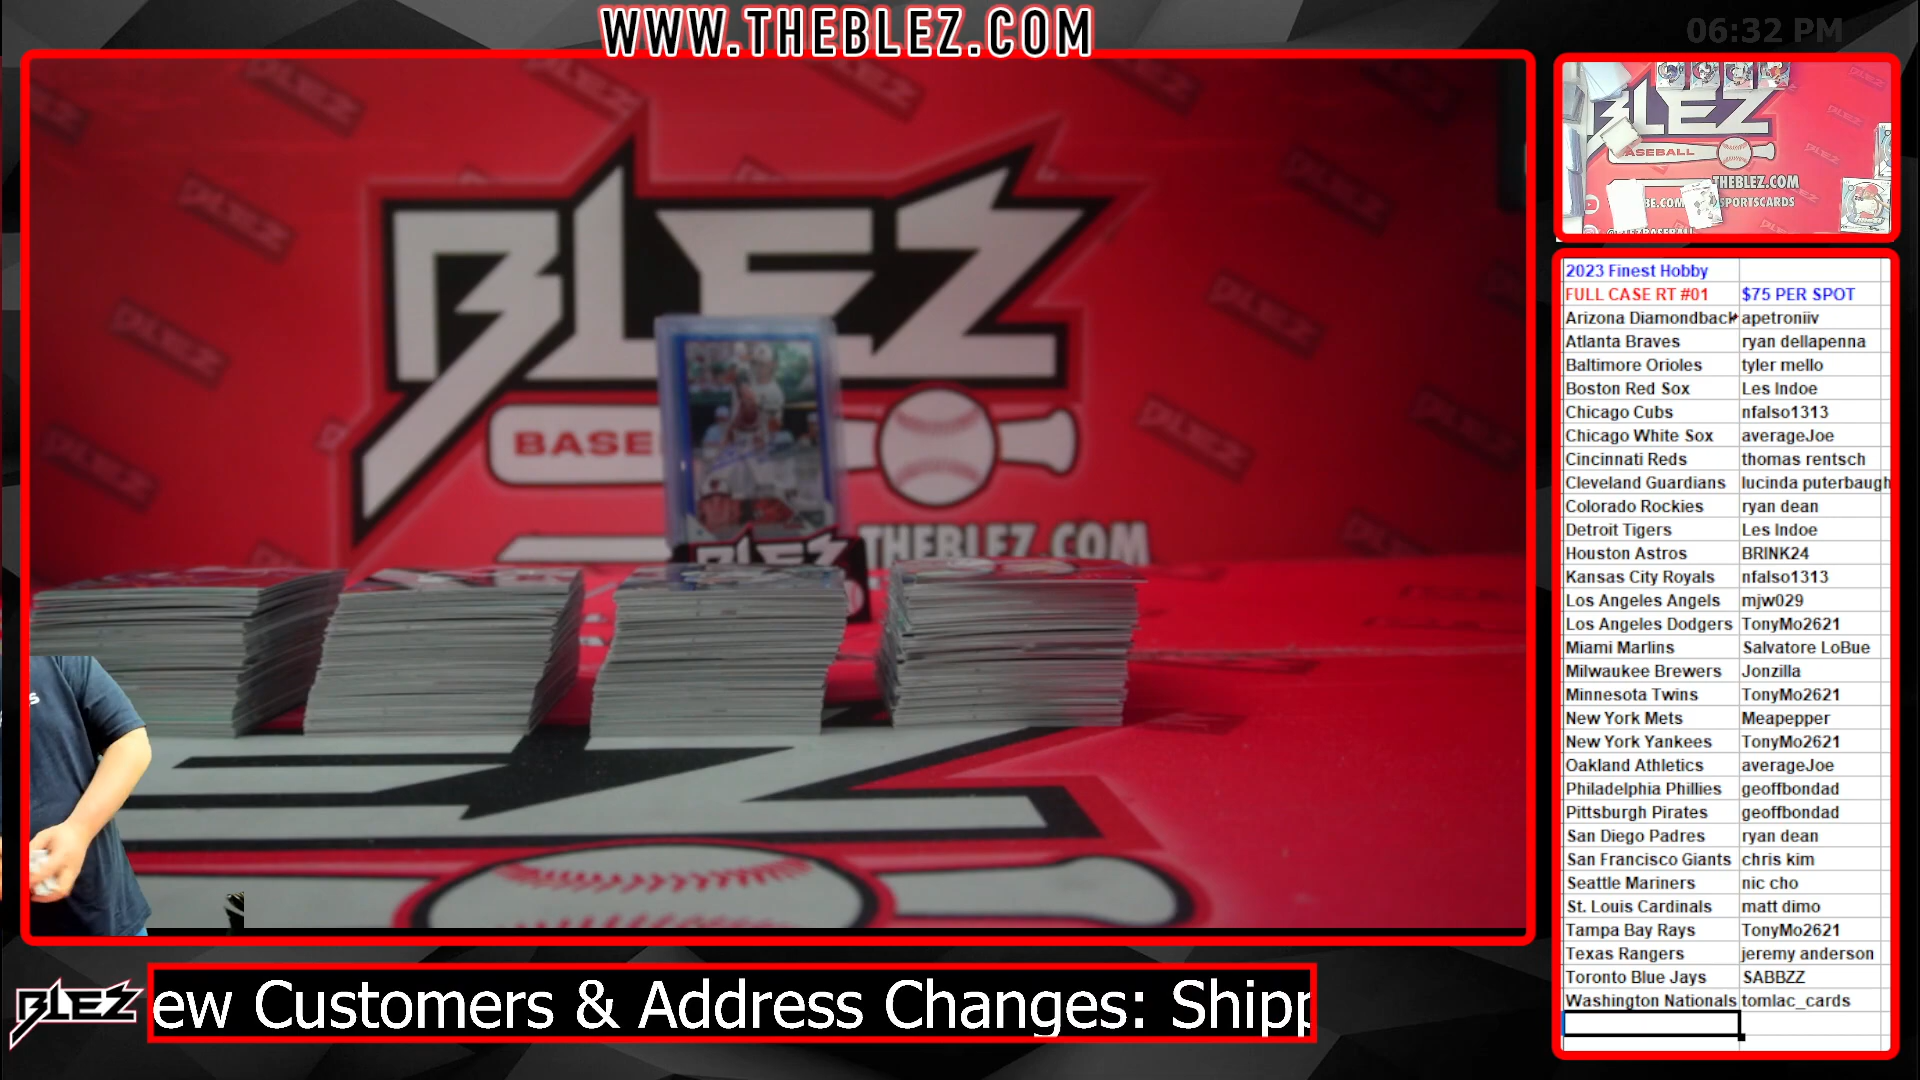 WWW.THEBLEZ.COM
06:32 PM
BLEZ
BASE
THEBLEZ.COM
BLEZ
BLEZ
ASEBALL
THEBLEZ.COM
BE.COM
SPORTSCARDS
2023 Finest Hobby
FULL CASE RT #01 $75 PER SPOT
Arizona Diamondback apetroniiv
Atlanta Braves ryan dellapenna
Baltimore Orioles tyler mello
Boston Red Sox Les Indoe
Chicago Cubs nfalso1313
Chicago White Sox averageJoe
Cincinnati Reds thomas rentsch
Cleveland Guardians lucinda puterbaugh
Colorado Rockies ryan dean
Detroit Tigers Les Indoe
Houston Astros BRINK24
Kansas City Royals nfalso1313
Los Angeles Angels mjw029
Los Angeles Dodgers TonyMo2621
Miami Marlins Salvatore LoBue
Milwaukee Brewers Jonzilla
Minnesota Twins TonyMo2621
New York Mets Meapepper
New York Yankees TonyMo2621
Oakland Athletics averageJoe
Philadelphia Phillies geoffbondad
Pittsburgh Pirates geoffbondad
San Diego Padres ryan dean
San Francisco Giants chris kim
Seattle Mariners nic cho
St. Louis Cardinals matt dimo
Tampa Bay Rays TonyMo2621
Texas Rangers jeremy anderson
Toronto Blue Jays SABBZZ
Washington Nationals tomlac_cards
BLEZ
ew Customers & Address Changes: Shipp